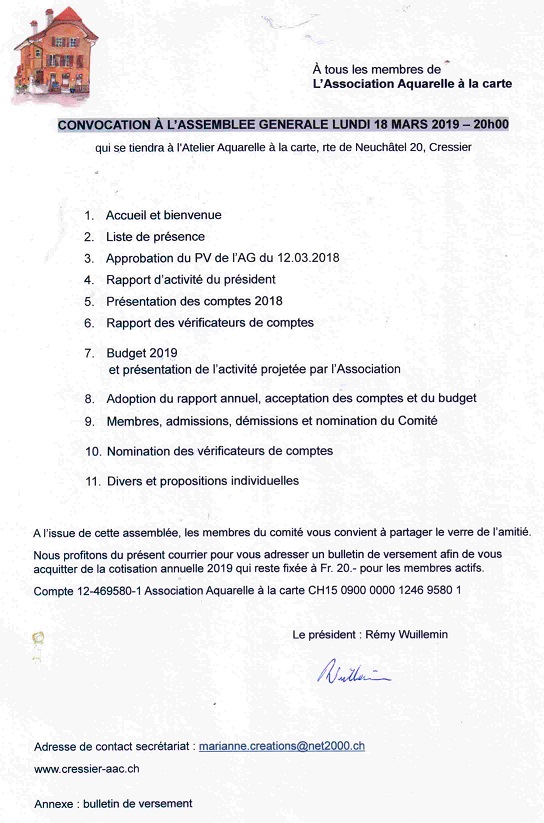 À tous les membres de
L'Association Aquarelle à la carte
CONVOCATION À L'ASSEMBLEE GENERALE LUNDI 18 MARS 2019 – 20h00
qui se tiendra à l'Atelier Aquarelle à la carte, rte de Neuchâtel 20, Cressier
1. Accueil et bienvenue
2. Liste de présence
3. Approbation du PV de l'AG du 12.03.2018
4. Rapport d'activité du président
5. Présentation des comptes 2018
6. Rapport des vérificateurs de comptes
7. Budget 2019
et présentation de l'activité projetée par l'Association
8. Adoption du rapport annuel, acceptation des comptes et du budget
9. Membres, admissions, démissions et nomination du Comité
10. Nomination des vérificateurs de comptes
11. Divers et propositions individuelles
A l'issue de cette assemblée, les membres du comité vous convient à partager le verre de l'amitié.
Nous profitons du présent courrier pour vous adresser un bulletin de versement afin de vous
acquitter de la cotisation annuelle 2019 qui reste fixée à Fr. 20.- pour les membres actifs.
Compte 12-469580-1 Association Aquarelle à la carte CH15 0900 0000 1246 9580 1
Le président : Rémy Wuillemin
Wuillemin
Adresse de contact secrétariat : marianne.creations@net2000.ch
www.cressier-aac.ch
Annexe : bulletin de versement